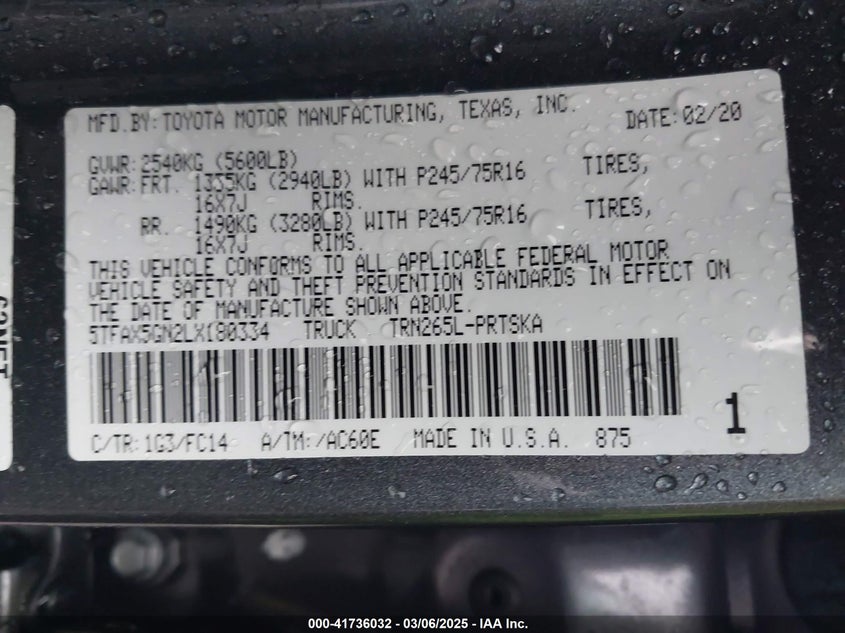 MFD.BY: TOYOTA MOTOR MANUFACTURING, TEXAS, INC. DATE: 02/20
GVWR: 2540KG (5600LB)
GAWR: FRT. 1335KG (2940LB) WITH P245/75R16 TIRES,
16X7J RIMS.
RR. 1490KG (3280LB) WITH P245/75R16 TIRES,
16X7J RIMS.
THIS VEHICLE CONFORMS TO ALL APPLICABLE FEDERAL MOTOR
VEHICLE SAFETY AND THEFT PREVENTION STANDARDS IN EFFECT ON
THE DATE OF MANUFACTURE SHOWN ABOVE.
5TFAX5GN2LX180334 TRUCK TRN265L-PRTSKA
1
C/TR: 1G3/FC14 A/TM: /AC60E MADE IN U.S.A. 875
000-41736032 - 03/06/2025 - IAA Inc.